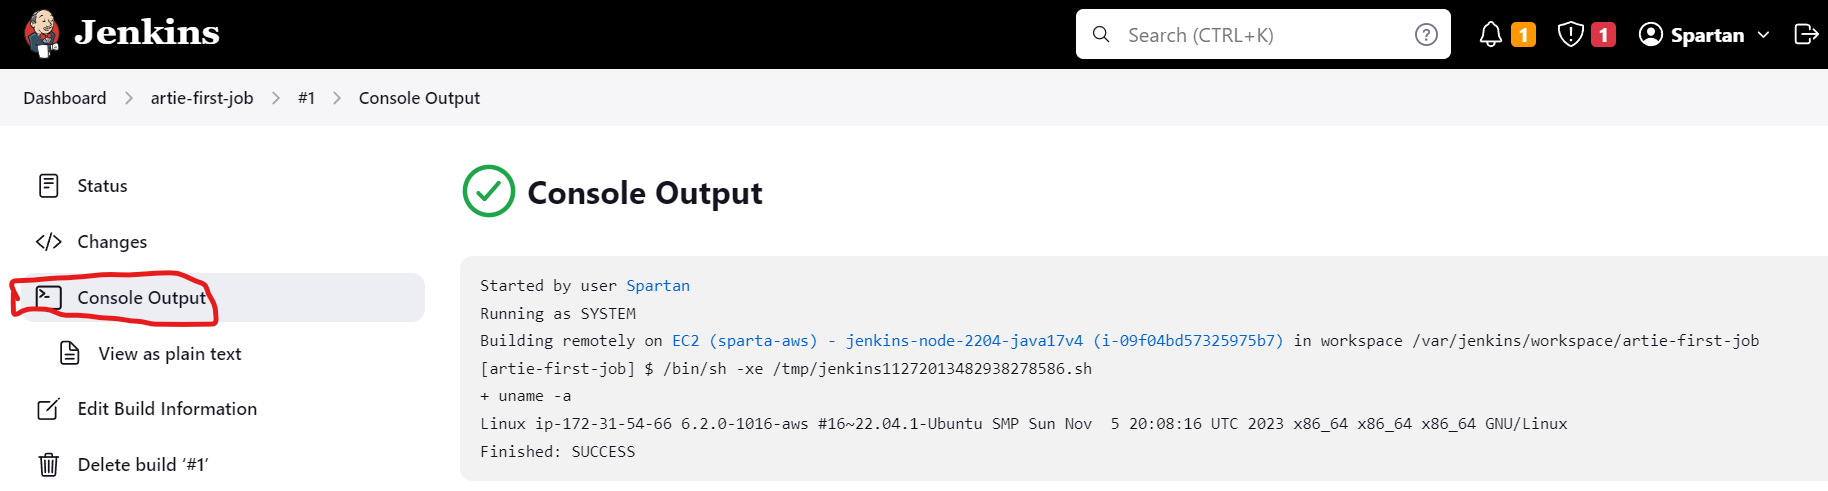 Jenkins
Search (CTRL+K)
?
1
1
Spartan
Dashboard > artie-first-job > #1 > Console Output
Status
Changes
Console Output
View as plain text
Edit Build Information
Delete build ‘#1’
Console Output
Started by user Spartan
Running as SYSTEM
Building remotely on EC2 (sparta-aws) - jenkins-node-2204-java17v4 (i-09f04bd57325975b7) in workspace /var/jenkins/workspace/artie-first-job
[artie-first-job] $ /bin/sh -xe /tmp/jenkins11272013482938278586.sh
+ uname -a
Linux ip-172-31-54-66 6.2.0-1016-aws #16~22.04.1-Ubuntu SMP Sun Nov  5 20:08:16 UTC 2023 x86_64 x86_64 x86_64 GNU/Linux
Finished: SUCCESS